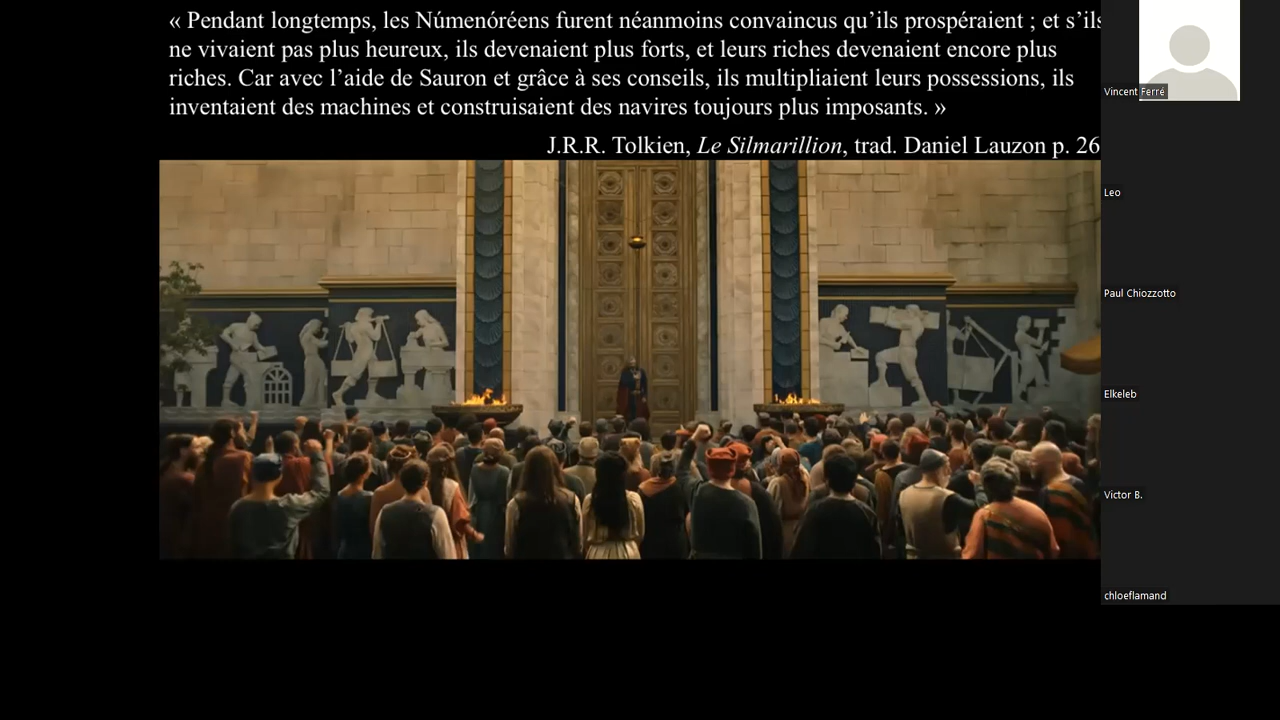 « Pendant longtemps, les Númenóréens furent néanmoins convaincus qu’ils prospéraient ; et s’ils
ne vivaient pas plus heureux, ils devenaient plus forts, et leurs riches devenaient encore plus
riches. Car avec l’aide de Sauron et grâce à ses conseils, ils multipliaient leurs possessions, ils
inventaient des machines et construisaient des navires toujours plus imposants. »
J.R.R. Tolkien, Le Silmarillion, trad. Daniel Lauzon p. 26
Vincent Ferré
Leo
Paul Chiozzotto
Elkeleb
Victor B.
chloeflamand